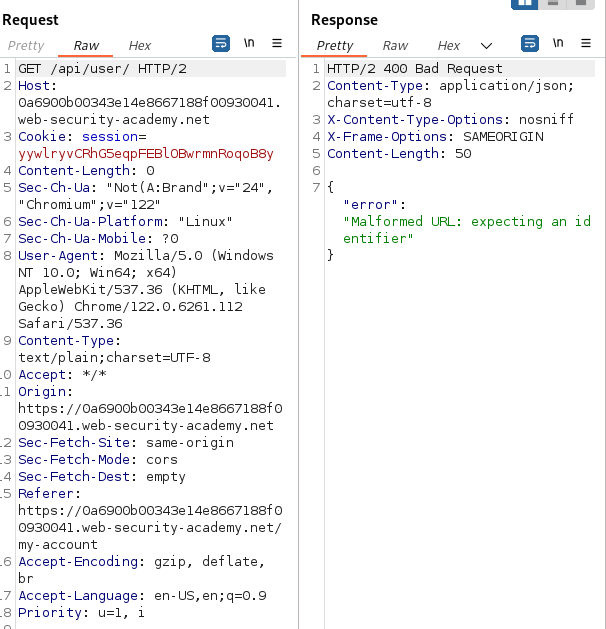 Request
Pretty Raw Hex \n ≡
1 GET /api/user/ HTTP/2
2 Host:
0a6900b00343e14e8667188f00930041.
web-security-academy.net
3 Cookie: session=
yywlryvCRhG5eqpFEBlOBwrmnRoqoB8y
4 Content-Length: 0
5 Sec-Ch-Ua: "Not(A:Brand";v="24",
"Chromium";v="122"
6 Sec-Ch-Ua-Platform: "Linux"
7 Sec-Ch-Ua-Mobile: ?0
8 User-Agent: Mozilla/5.0 (Windows
NT 10.0; Win64; x64)
AppleWebKit/537.36 (KHTML, like
Gecko) Chrome/122.0.6261.112
Safari/537.36
9 Content-Type:
text/plain;charset=UTF-8
10 Accept: */*
11 Origin:
https://0a6900b00343e14e8667188f0
0930041.web-security-academy.net
12 Sec-Fetch-Site: same-origin
13 Sec-Fetch-Mode: cors
14 Sec-Fetch-Dest: empty
15 Referer:
https://0a6900b00343e14e8667188f0
0930041.web-security-academy.net/
my-account
16 Accept-Encoding: gzip, deflate,
br
17 Accept-Language: en-US,en;q=0.9
18 Priority: u=1, i
Response
Pretty Raw Hex \n ≡
1 HTTP/2 400 Bad Request
2 Content-Type: application/json;
charset=utf-8
3 X-Content-Type-Options: nosniff
4 X-Frame-Options: SAMEORIGIN
5 Content-Length: 50
6
7 {
"error":
"Malformed URL: expecting an id
entifier"
}